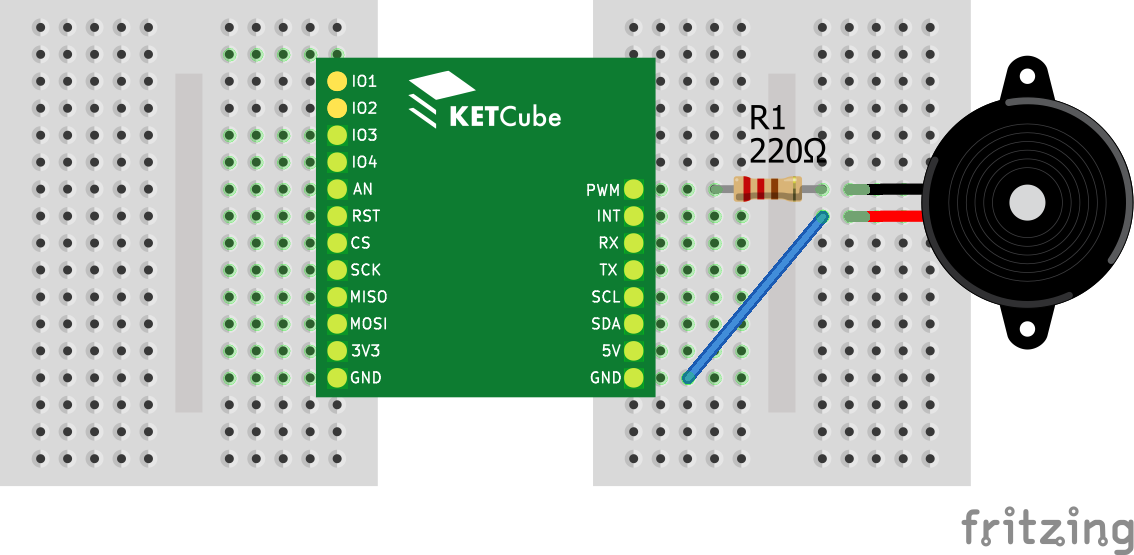 KETCube
IO1
IO2
IO3
IO4
AN
RST
CS
SCK
MISO
MOSI
3V3
GND
PWM
INT
RX
TX
SCL
SDA
5V
GND
R1
220Ω
fritzing